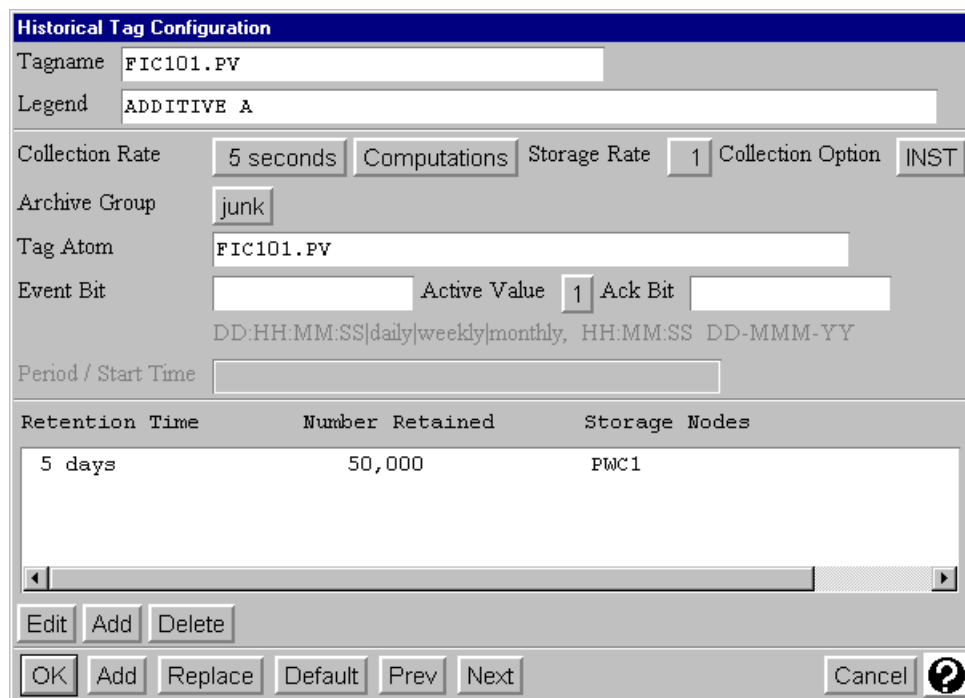 Historical Tag Configuration
Tagname FIC101.PV
Legend ADDITIVE A
Collection Rate 5 seconds Computations Storage Rate 1 Collection Option INST
Archive Group junk
Tag Atom FIC101.PV
Event Bit Active Value 1 Ack Bit
DD:HH:MM:SS|daily|weekly|monthly, HH:MM:SS DD-MMM-YY
Period / Start Time
Retention Time Number Retained Storage Nodes
5 days 50,000 PWC1
Edit Add Delete
OK Add Replace Default Prev Next Cancel ?